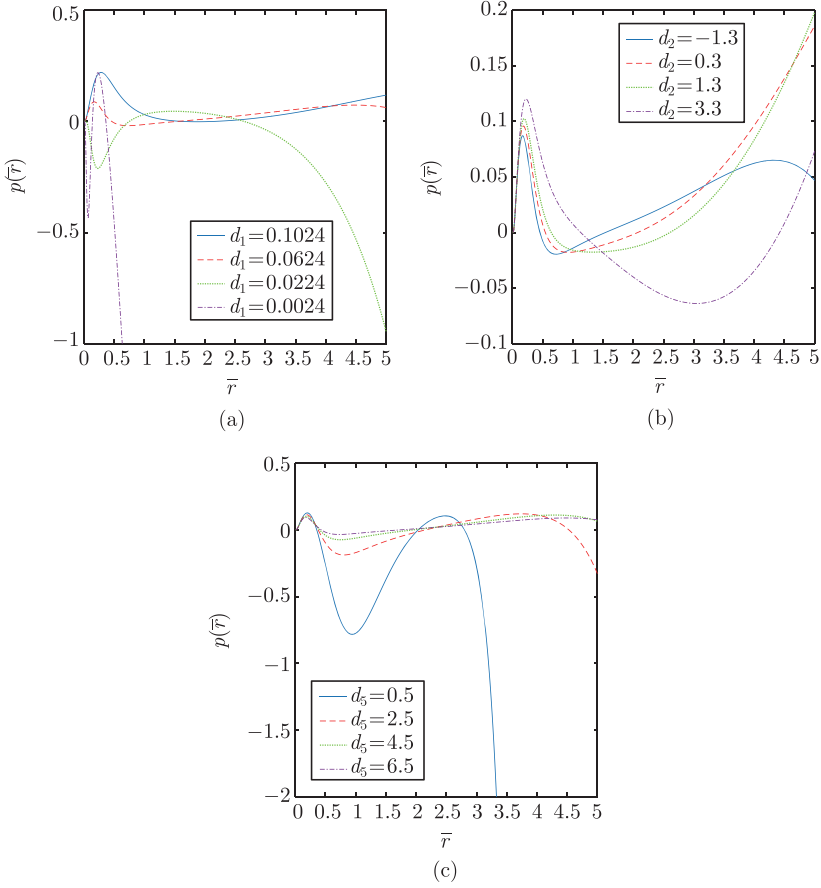 0.5
0
−0.5
−1
p(r̅)
d₁=0.1024
d₁=0.0624
d₁=0.0224
d₁=0.0024
0 0.5 1 1.5 2 2.5 3 3.5 4 4.5 5
r̅
(a)
0.2
0.15
0.1
0.05
0
−0.05
−0.1
p(r̅)
d₂=−1.3
d₂=0.3
d₂=1.3
d₂=3.3
0 0.5 1 1.5 2 2.5 3 3.5 4 4.5 5
r̅
(b)
0.5
0
−0.5
−1
−1.5
−2
p(r̅)
d₅=0.5
d₅=2.5
d₅=4.5
d₅=6.5
0 0.5 1 1.5 2 2.5 3 3.5 4 4.5 5
r̅
(c)